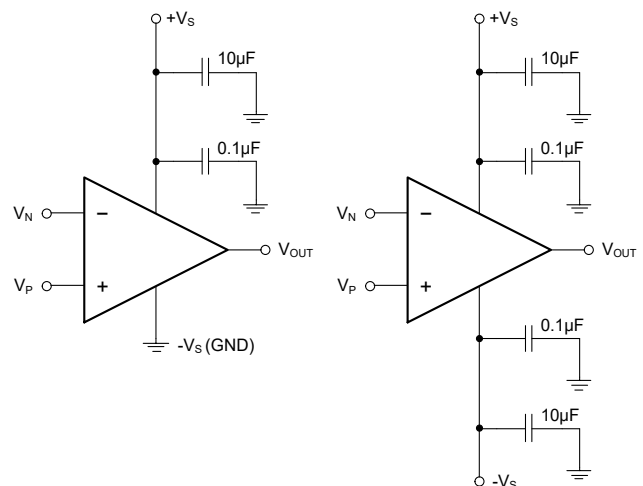 +VS
10µF
0.1µF
VN
−
VOUT
VP
+
-VS (GND)
+VS
10µF
0.1µF
VN
−
VOUT
VP
+
0.1µF
10µF
-VS